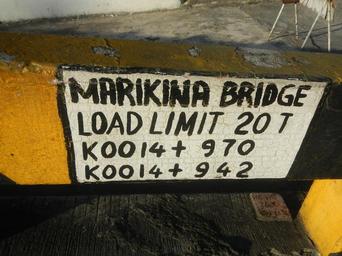 MARIKINA BRIDGE
LOAD LIMIT 20 T
K0014+ 970
K0014+ 942